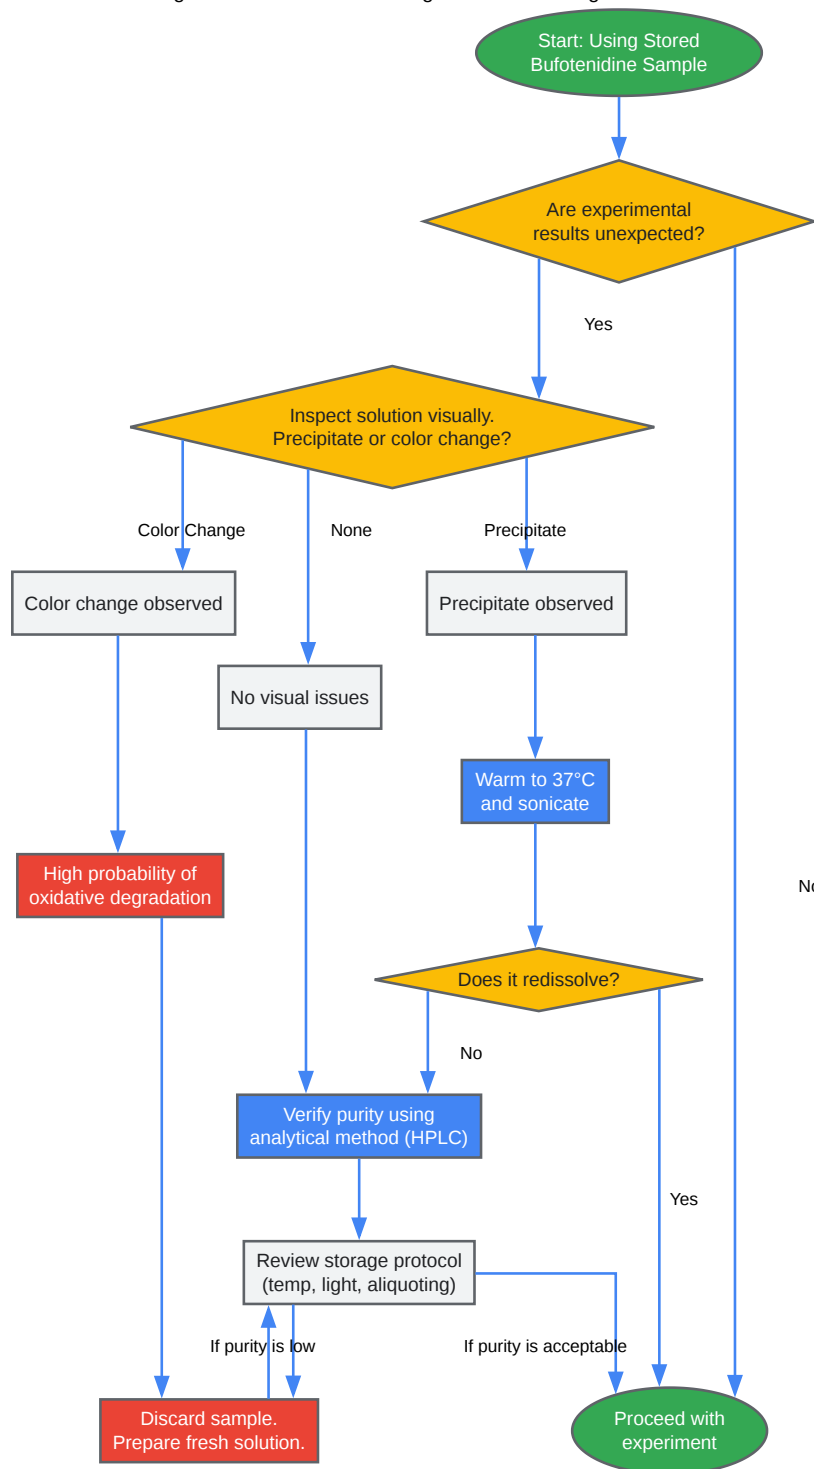 Start: Using Stored
Bufotenidine Sample
Are experimental
results unexpected?
Yes
Inspect solution visually.
Precipitate or color change?
Color Change
None
Precipitate
Color change observed
Precipitate observed
No visual issues
Warm to 37°C
and sonicate
High probability of
oxidative degradation
No
Does it redissolve?
No
Verify purity using
analytical method (HPLC)
Yes
Review storage protocol
(temp, light, aliquoting)
If purity is low
If purity is acceptable
Discard sample.
Prepare fresh solution.
Proceed with
experiment